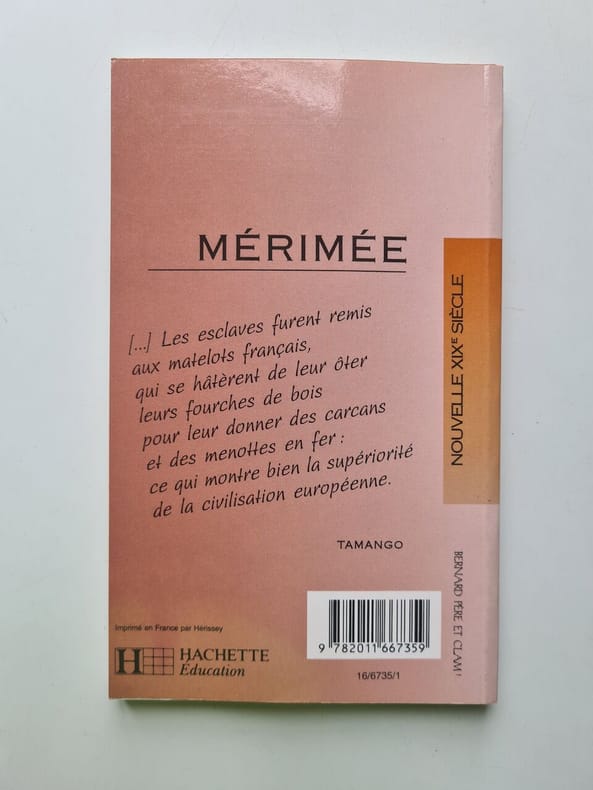 MÉRIMÉE
[...] Les esclaves furent remis
aux matelots français,
qui se hâtèrent de leur ôter
leurs fourches de bois
pour leur donner des carcans
et des menottes en fer :
ce qui montre bien la supériorité
de la civilisation européenne.
TAMANGO
NOUVELLE XIXE SIÈCLE
BERNARD PÈRE ET CLAM'
Imprimé en France par Hérissey
H HACHETTE
Education
9 782011 667359
16/6735/1